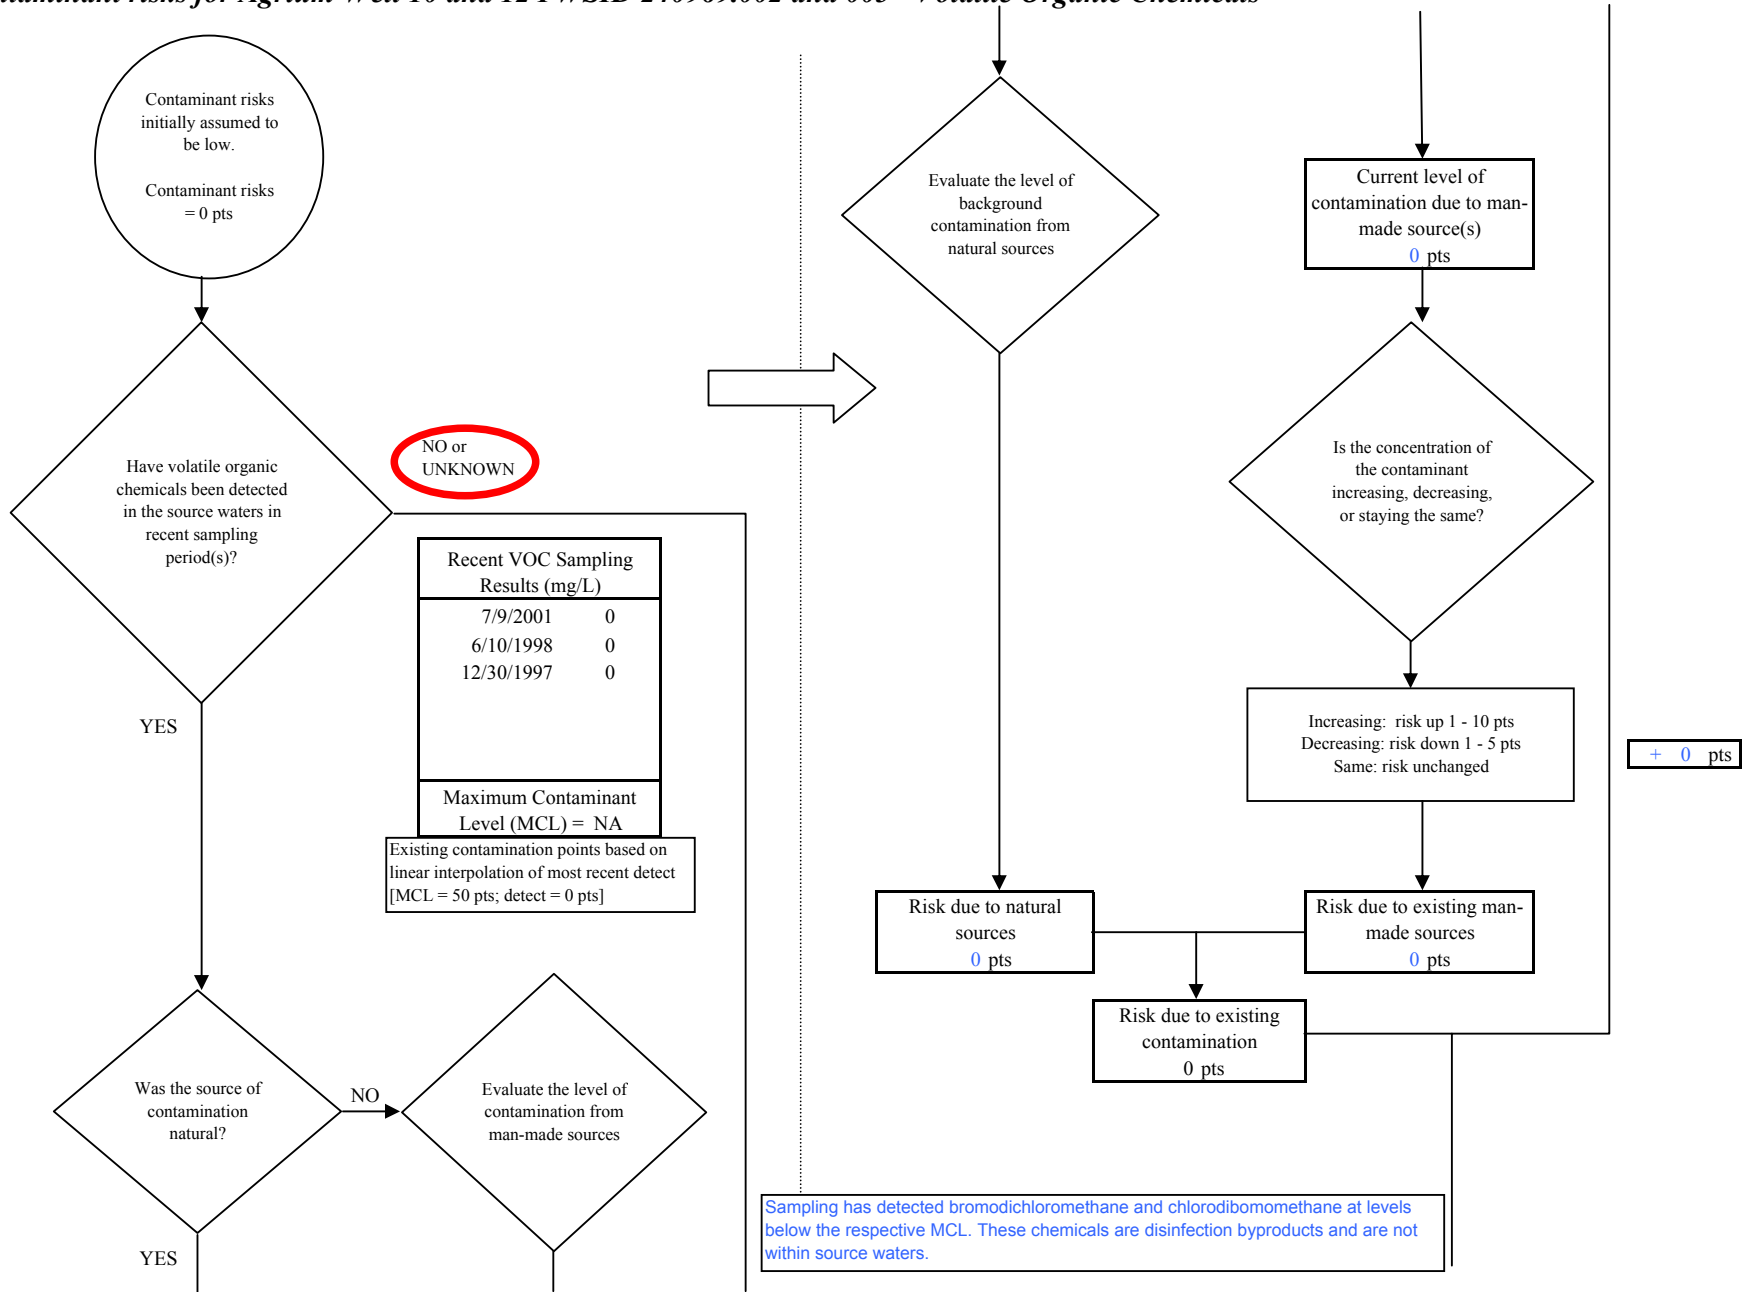 Contaminant risks
initially assumed to
be low.
Contaminant risks
= 0 pts
Have volatile organic
chemicals been detected
in the source waters in
recent sampling
period(s)?
NO or
UNKNOWN
YES
Recent VOC Sampling
Results (mg/L)
7/9/2001 0
6/10/1998 0
12/30/1997 0
Maximum Contaminant
Level (MCL) = NA
Existing contamination points based on
linear interpolation of most recent detect
[MCL = 50 pts; detect = 0 pts]
Was the source of
contamination
natural?
NO
YES
Evaluate the level of
contamination from
man-made sources
Evaluate the level of
background
contamination from
natural sources
Current level of
contamination due to man-
made source(s)
0 pts
Is the concentration of
the contaminant
increasing, decreasing,
or staying the same?
Increasing: risk up 1 - 10 pts
Decreasing: risk down 1 - 5 pts
Same: risk unchanged
+ 0 pts
Risk due to natural
sources
0 pts
Risk due to existing man-
made sources
0 pts
Risk due to existing
contamination
0 pts
Sampling has detected bromodichloromethane and chlorodibomomethane at levels
below the respective MCL. These chemicals are disinfection byproducts and are not
within source waters.